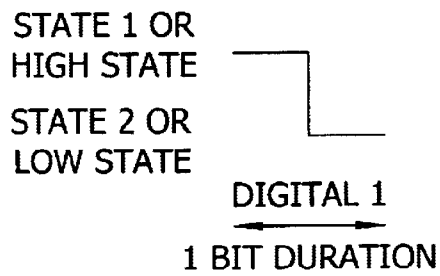 STATE 1 OR
HIGH STATE
STATE 2 OR
LOW STATE
DIGITAL 1
1 BIT DURATION